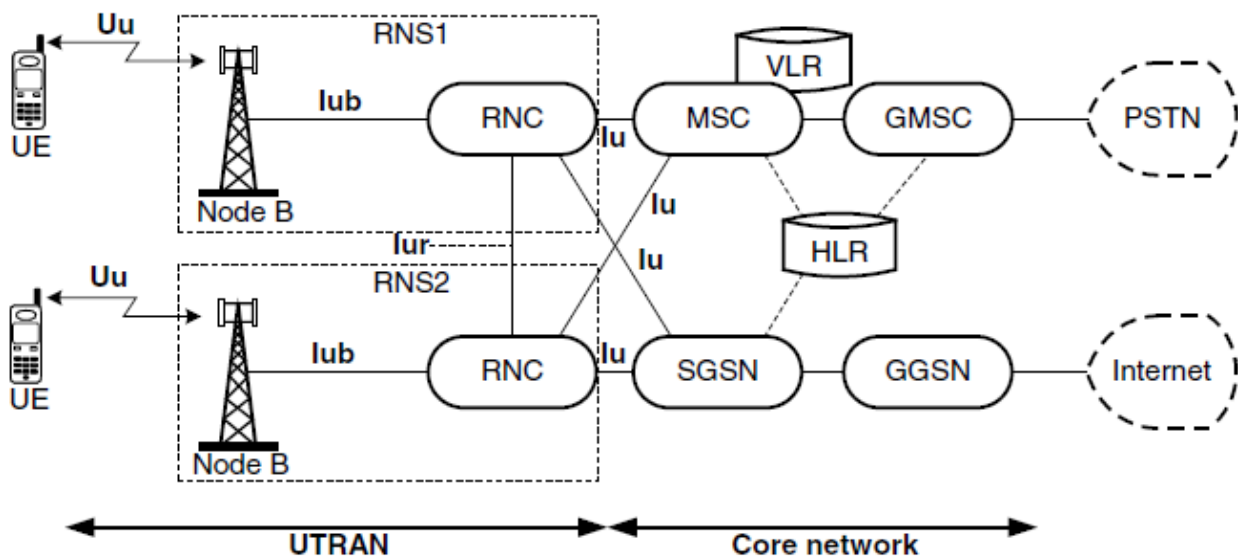 Uu
RNS1
VLR
UE
Iub
RNC
Iu
MSC
GMSC
PSTN
Node B
Iu
Iur
Iu
HLR
Uu
RNS2
UE
Iub
RNC
Iu
SGSN
GGSN
Internet
Node B
UTRAN
Core network